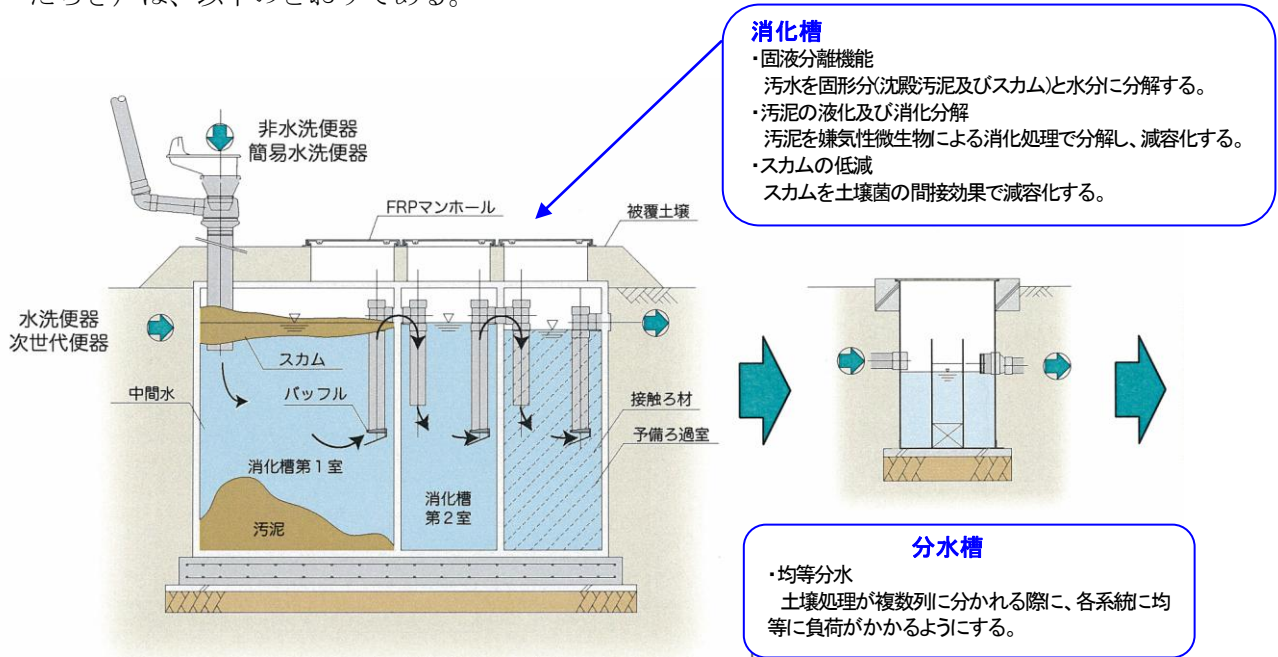 たらき）は、以下のとおりである。
消化槽
・固液分離機能
汚水を固形分(沈殿汚泥及びスカム)と水分に分解する。
・汚泥の液化及び消化分解
汚泥を嫌気性微生物による消化処理で分解し、減容化する。
・スカムの低減
スカムを土壌菌の間接効果で減容化する。
非水洗便器
簡易水洗便器
FRPマンホール
被覆土壌
水洗便器
次世代便器
スカム
中間水
バッフル
接触ろ材
予備ろ過室
消化槽第1室
消化槽
第2室
汚泥
分水槽
・均等分水
土壌処理が複数列に分かれる際に、各系統に均
等に負荷がかかるようにする。